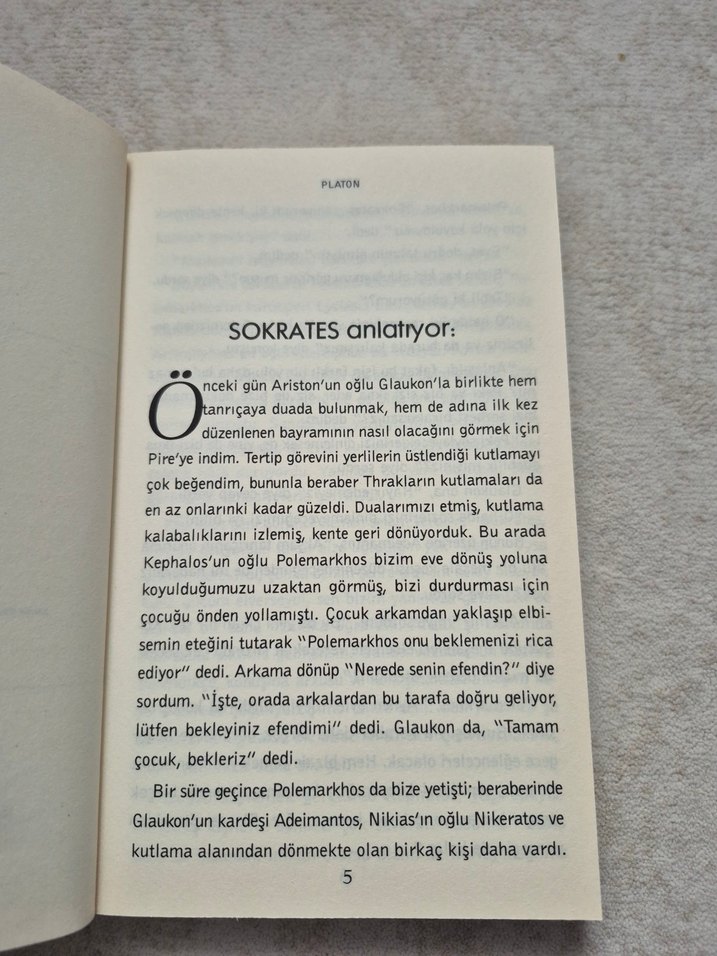 PLATON
SOKRATES anlatıyor:
Önceki gün Ariston'un oğlu Glaukon'la birlikte hem
tanrıçaya duada bulunmak, hem de adına ilk kez
düzenlenen bayramının nasıl olacağını görmek için
Pire'ye indim. Tertip görevini yerlilerin üstlendiği kutlamayı
çok beğendim, bununla beraber Thrakların kutlamaları da
en az onlarınki kadar güzeldi. Dualarımızı etmiş, kutlama
kalabalıklarını izlemiş, kente geri dönüyorduk. Bu arada
Kephalos'un oğlu Polemarkhos bizim eve dönüş yoluna
koyulduğumuzu uzaktan görmüş, bizi durdurması için
çocuğu önden yollamıştı. Çocuk arkamdan yaklaşıp elbi-
semin eteğini tutarak "Polemarkhos onu beklemenizi rica
ediyor" dedi. Arkama dönüp "Nerede senin efendin?" diye
sordum. "İşte, orada arkalardan bu tarafa doğru geliyor,
lütfen bekleyiniz efendimi" dedi. Glaukon da, "Tamam
çocuk, bekleriz" dedi.
Bir süre geçince Polemarkhos da bize yetişti; beraberinde
Glaukon'un kardeşi Adeimantos, Nikias'ın oğlu Nikeratos ve
kutlama alanından dönmekte olan birkaç kişi daha vardı.
5